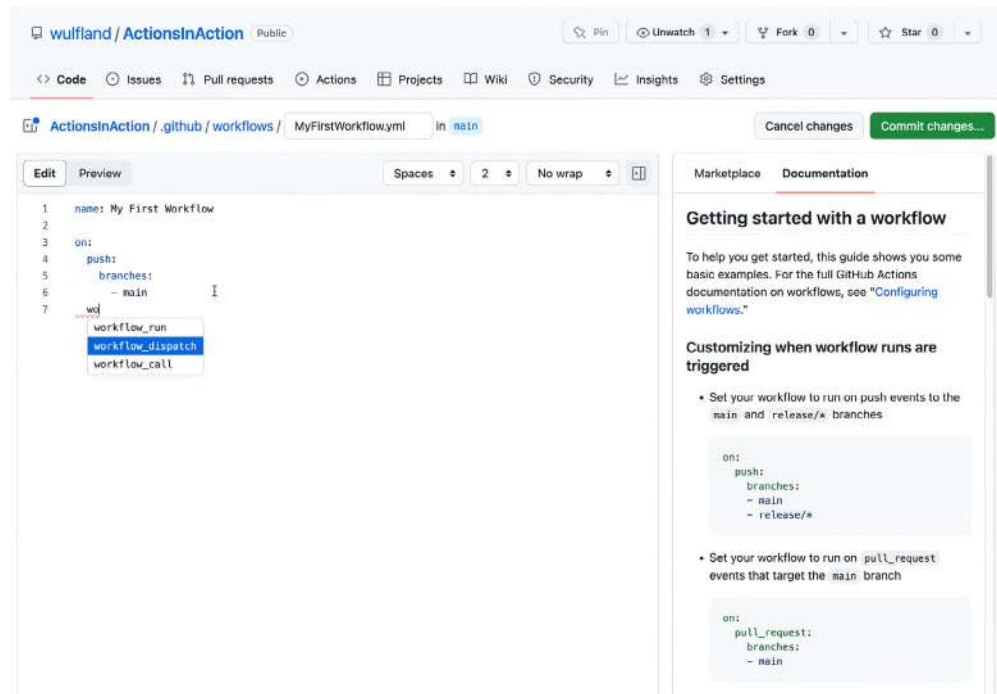 wulfland / ActionsInAction Public
Pin Unwatch 1 Fork 0 Star 0
<> Code Issues Pull requests Actions Projects Wiki Security Insights Settings
ActionsInAction / .github / workflows / MyFirstWorkflow.yml in main
Cancel changes Commit changes...
Edit Preview Spaces 2 No wrap
1 name: My First Workflow
2
3 on:
4 push:
5 branches:
6 - main
7 wo
workflow_run
workflow_dispatch
workflow_call
Marketplace Documentation
Getting started with a workflow
To help you get started, this guide shows you some
basic examples. For the full GitHub Actions
documentation on workflows, see "Configuring
workflows."
Customizing when workflow runs are
triggered
• Set your workflow to run on push events to the
main and release/* branches
on:
push:
branches:
- main
- release/*
• Set your workflow to run on pull_request
events that target the main branch
on:
pull_request:
branches:
- main